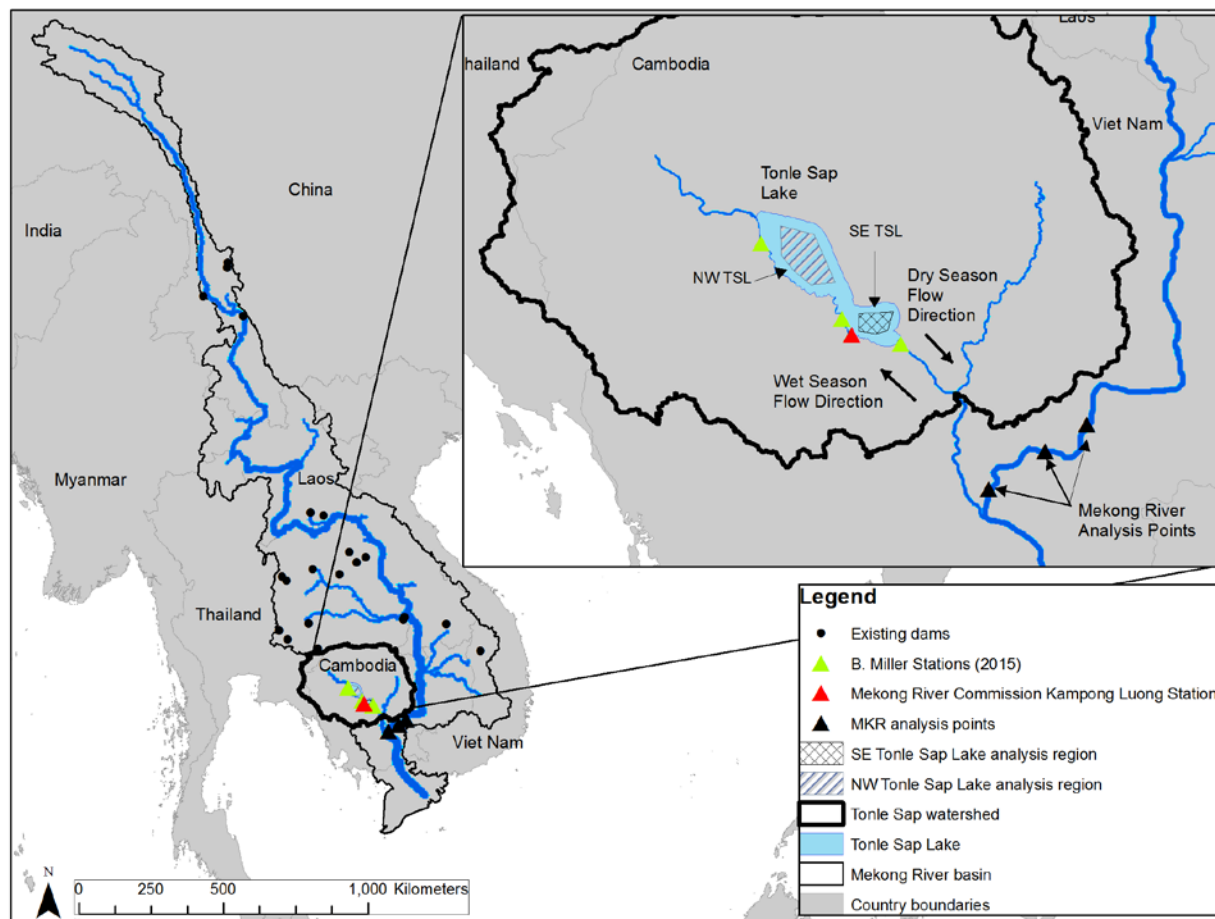 China
India
Myanmar
Laos
Thailand
Cambodia
Viet Nam
N
0 250 500 1,000 Kilometers
Laos
hailand
Cambodia
Viet Nam
Tonle Sap
Lake
SE TSL
NW TSL
Dry Season
Flow
Direction
Wet Season
Flow Direction
Mekong River
Analysis Points
Legend
Existing dams
B. Miller Stations (2015)
Mekong River Commission Kampong Luong Station
MKR analysis points
SE Tonle Sap Lake analysis region
NW Tonle Sap Lake analysis region
Tonle Sap watershed
Tonle Sap Lake
Mekong River basin
Country boundaries